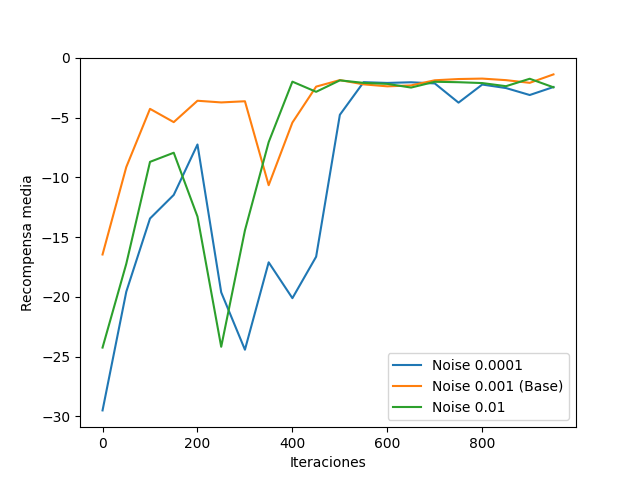 Recompensa media
0
−5
−10
−15
−20
−25
−30
0 200 400 600 800
Iteraciones
Noise 0.0001
Noise 0.001 (Base)
Noise 0.01